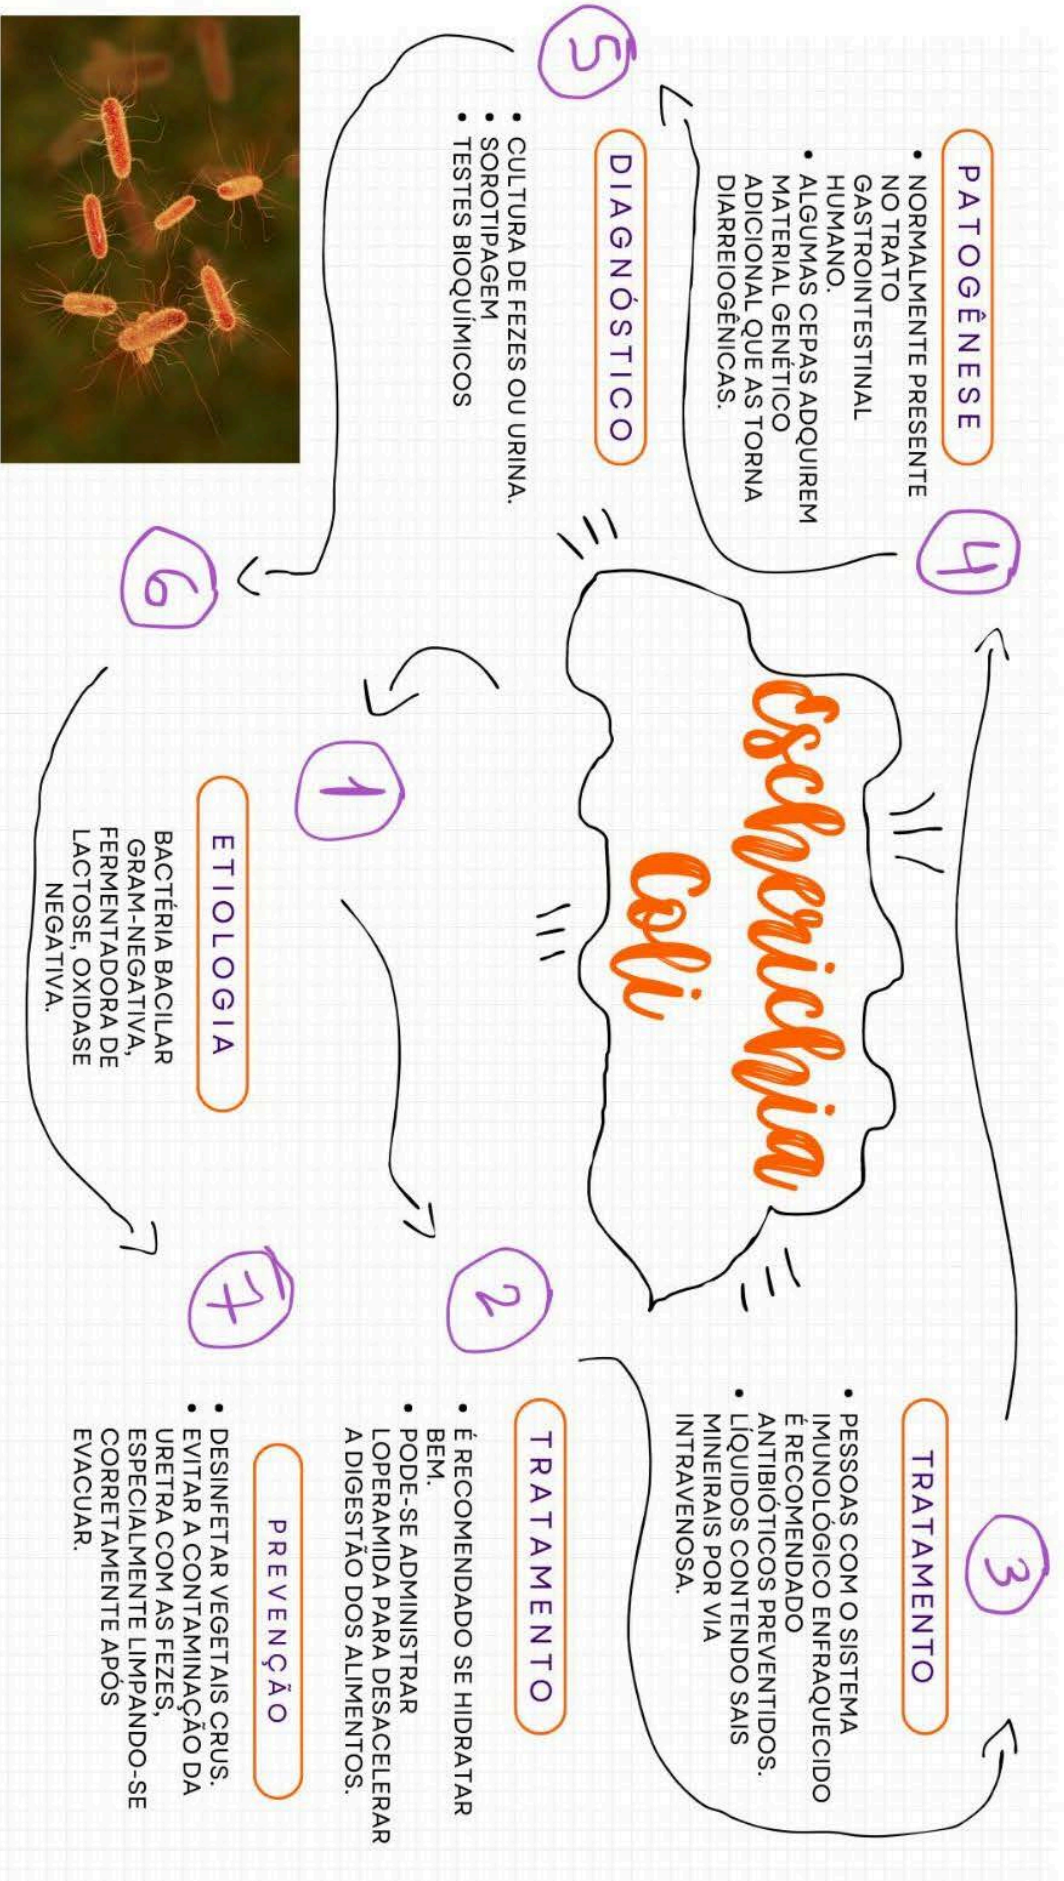 Escherichia
Coli
1
ETIOLOGIA
BACTÉRIA BACILAR
GRAM-NEGATIVA,
FERMENTADORA DE
LACTOSE, OXIDASE
NEGATIVA.
2
TRATAMENTO
• É RECOMENDADO SE HIDRATAR
BEM.
• PODE-SE ADMINISTRAR
LOPERAMIDA PARA DESACELERAR
A DIGESTÃO DOS ALIMENTOS.
3
TRATAMENTO
• PESSOAS COM O SISTEMA
IMUNOLÓGICO ENFRAQUECIDO
É RECOMENDADO
ANTIBIÓTICOS PREVENTIDOS.
• LÍQUIDOS CONTENDO SAIS
MINEIRAIS POR VIA
INTRAVENOSA.
4
PATOGÊNESE
• NORMALMENTE PRESENTE
NO TRATO
GASTROINTESTINAL
HUMANO.
• ALGUMAS CEPAS ADQUIREM
MATERIAL GENÉTICO
ADICIONAL QUE AS TORNA
DIARREIOGÊNICAS.
5
DIAGNÓSTICO
• CULTURA DE FEZES OU URINA.
• SOROTIPAGEM
• TESTES BIOQUÍMICOS
6
7
PREVENÇÃO
• DESINFETAR VEGETAIS CRUS.
• EVITAR A CONTAMINAÇÃO DA
URETRA COM AS FEZES,
ESPECIALMENTE LIMPANDO-SE
CORRETAMENTE APÓS
EVACUAR.